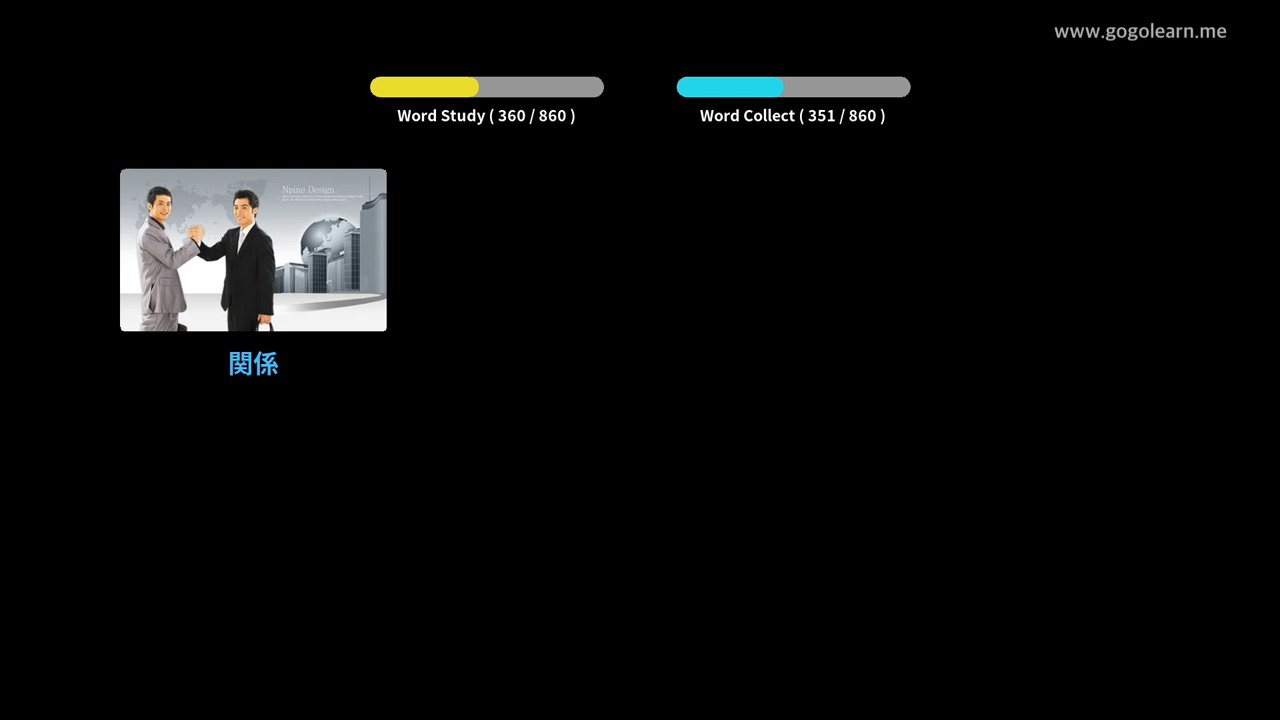 www.gogolearn.me
Word Study ( 360 / 860 )
Word Collect ( 351 / 860 )
Npine Design
関係